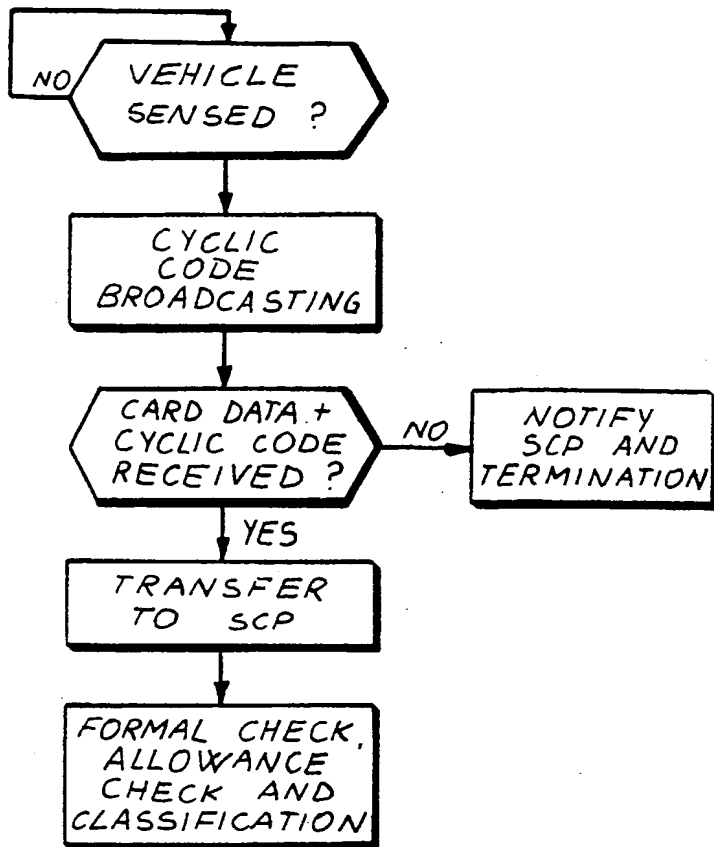 NO
VEHICLE
SENSED ?
CYCLIC
CODE
BROADCASTING
CARD DATA +
CYCLIC CODE
RECEIVED ?
NO
NOTIFY
SCP AND
TERMINATION
YES
TRANSFER
TO SCP
FORMAL CHECK,
ALLOWANCE
CHECK AND
CLASSIFICATION